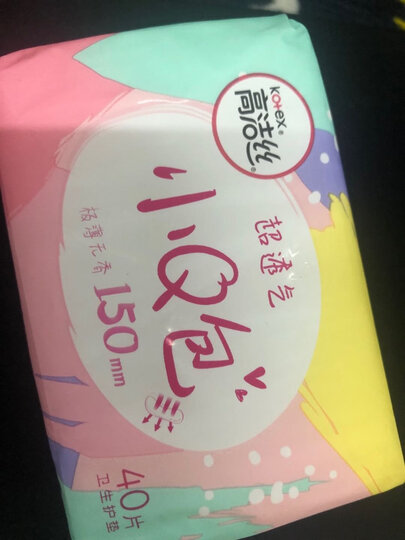 Kotex®
高洁丝®
超透气
小Q包
极薄无香
150mm
40片
卫生护垫